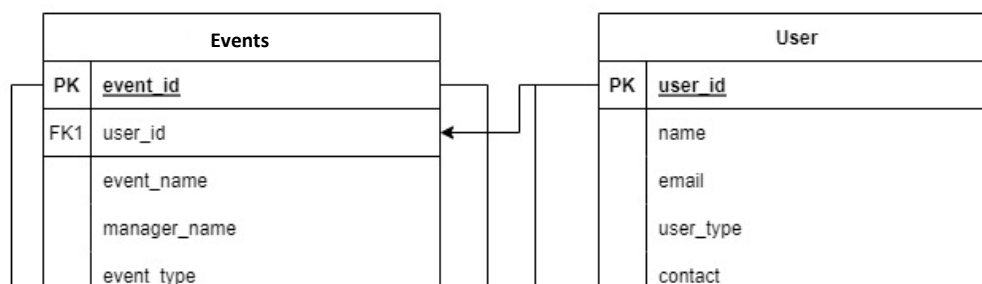 Events
PK event_id
FK1 user_id
event_name
manager_name
event_type
User
PK user_id
name
email
user_type
contact